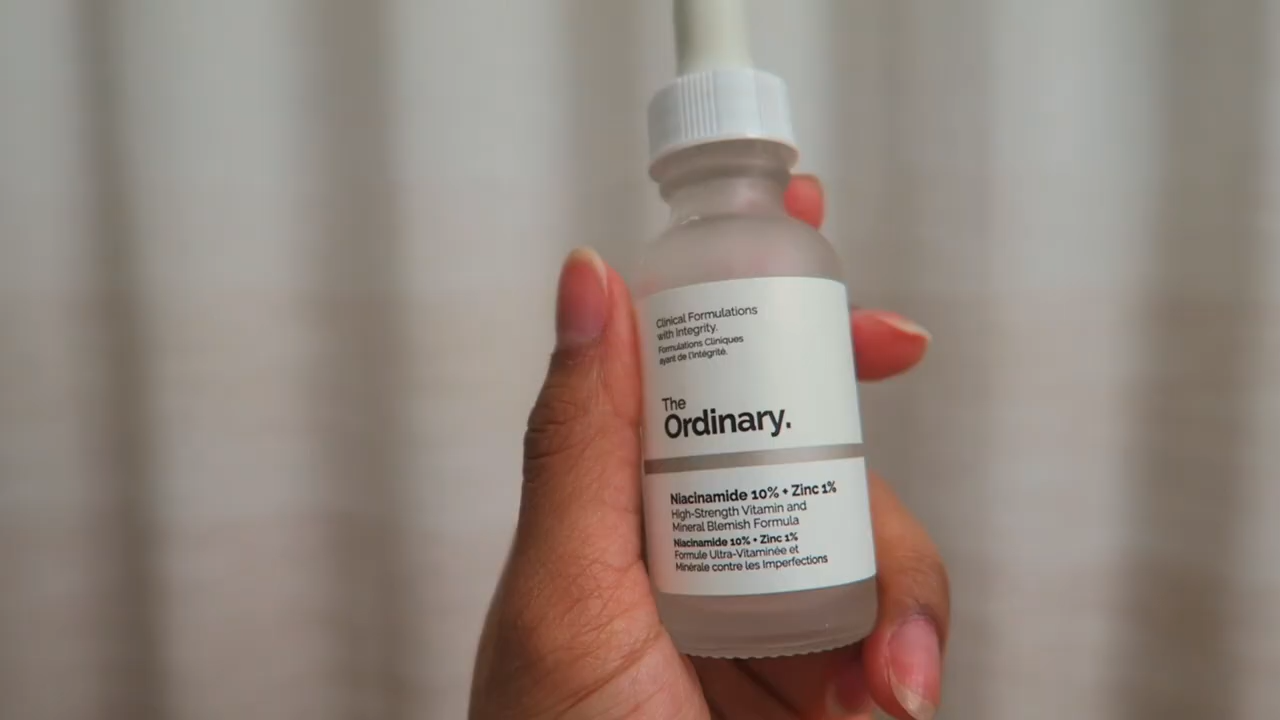 Clinical Formulations
with Integrity.
Formulations Cliniques
ayant de l'intégrité.
The
Ordinary.
Niacinamide 10% + Zinc 1%
High-Strength Vitamin and
Mineral Blemish Formula
Niacinamide 10% + Zinc 1%
Formule Ultra-Vitaminée et
Minérale contre les Imperfections